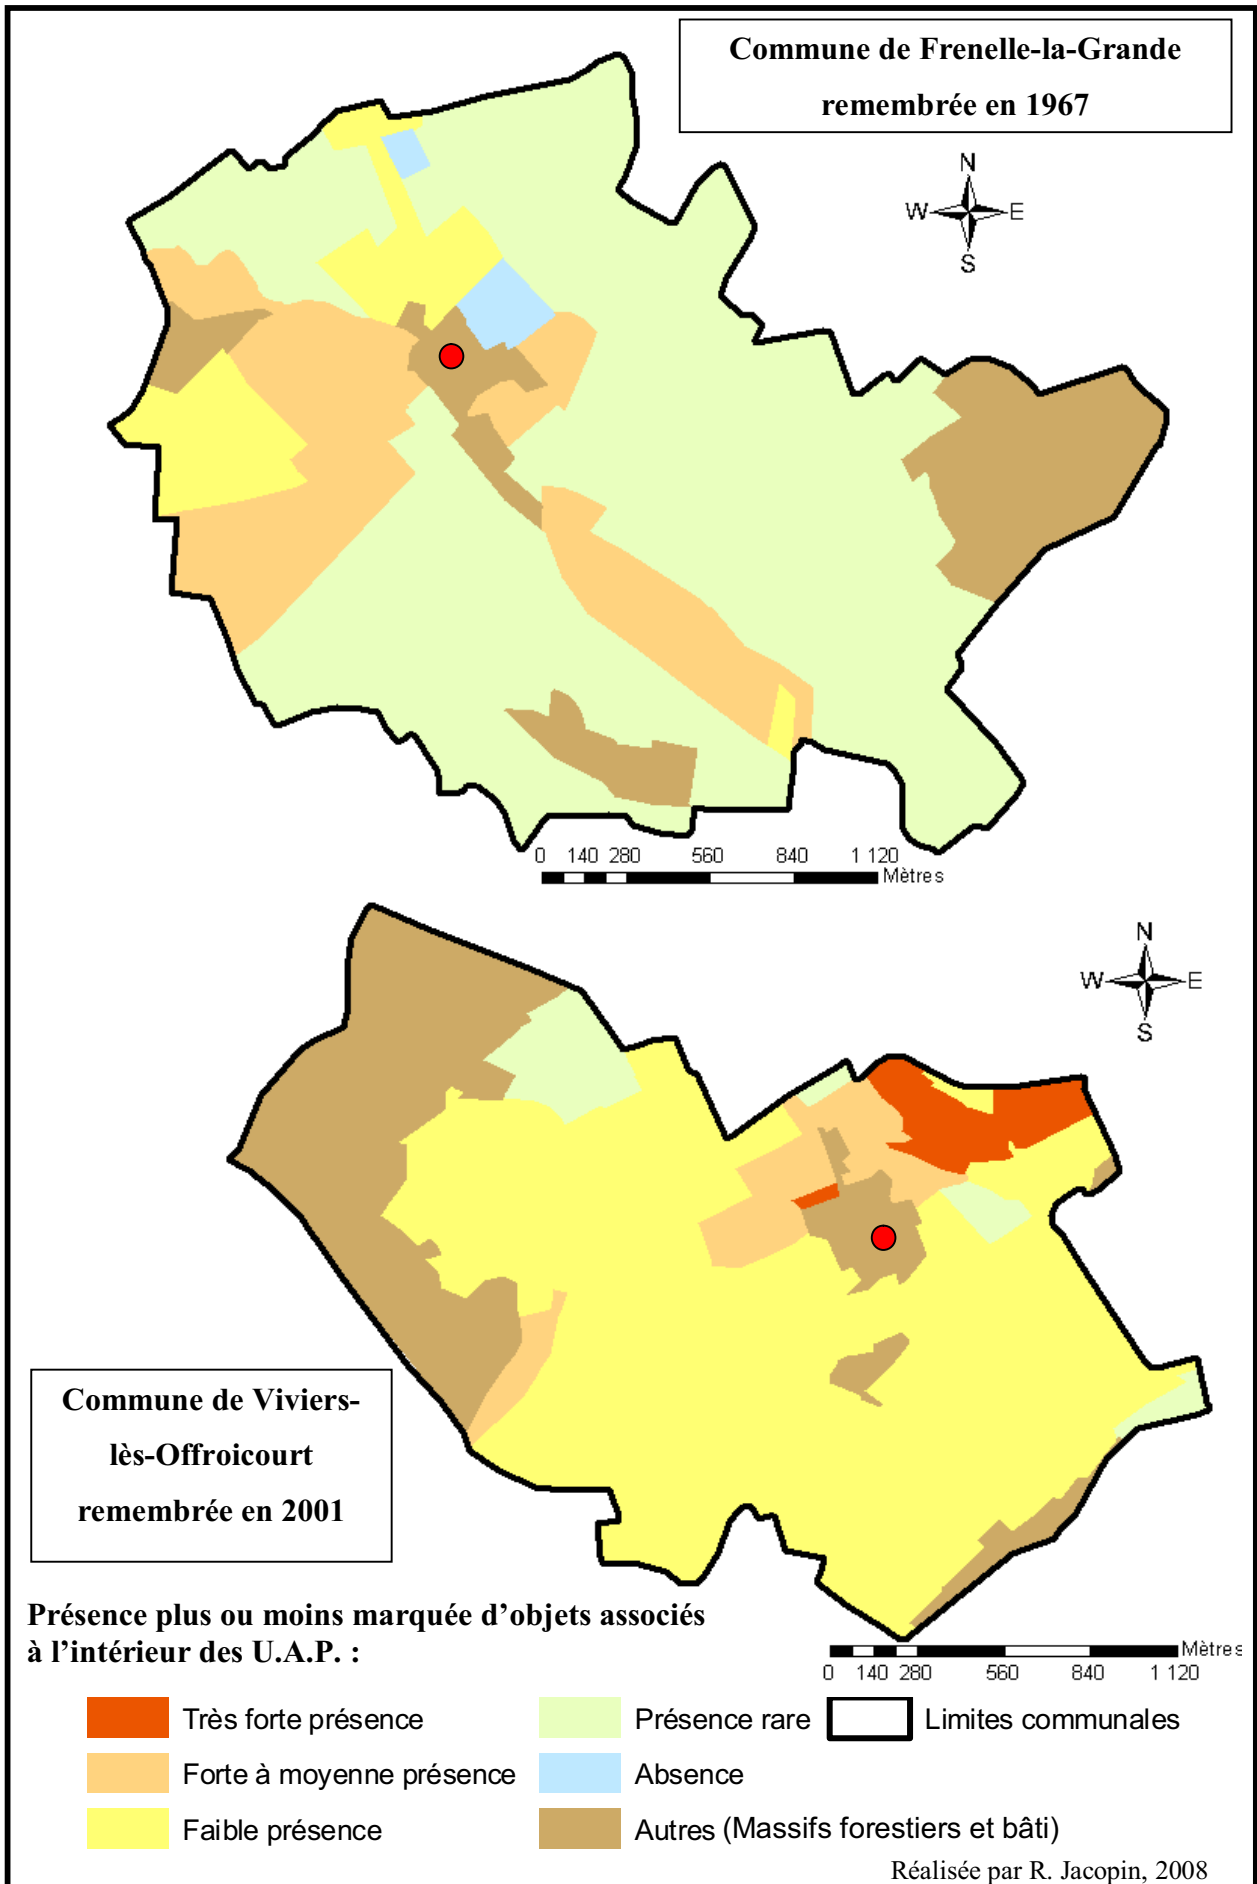 Commune de Frenelle-la-Grande
remembrée en 1967
N
W E
S
0 140 280 560 840 1 120
Mètres
N
W E
S
Commune de Viviers-
lès-Offroicourt
remembrée en 2001
Présence plus ou moins marquée d'objets associés
à l'intérieur des U.A.P. :
Mètres
0 140 280 560 840 1 120
Très forte présence
Présence rare
Limites communales
Forte à moyenne présence
Absence
Faible présence
Autres (Massifs forestiers et bâti)
Réalisée par R. Jacopin, 2008